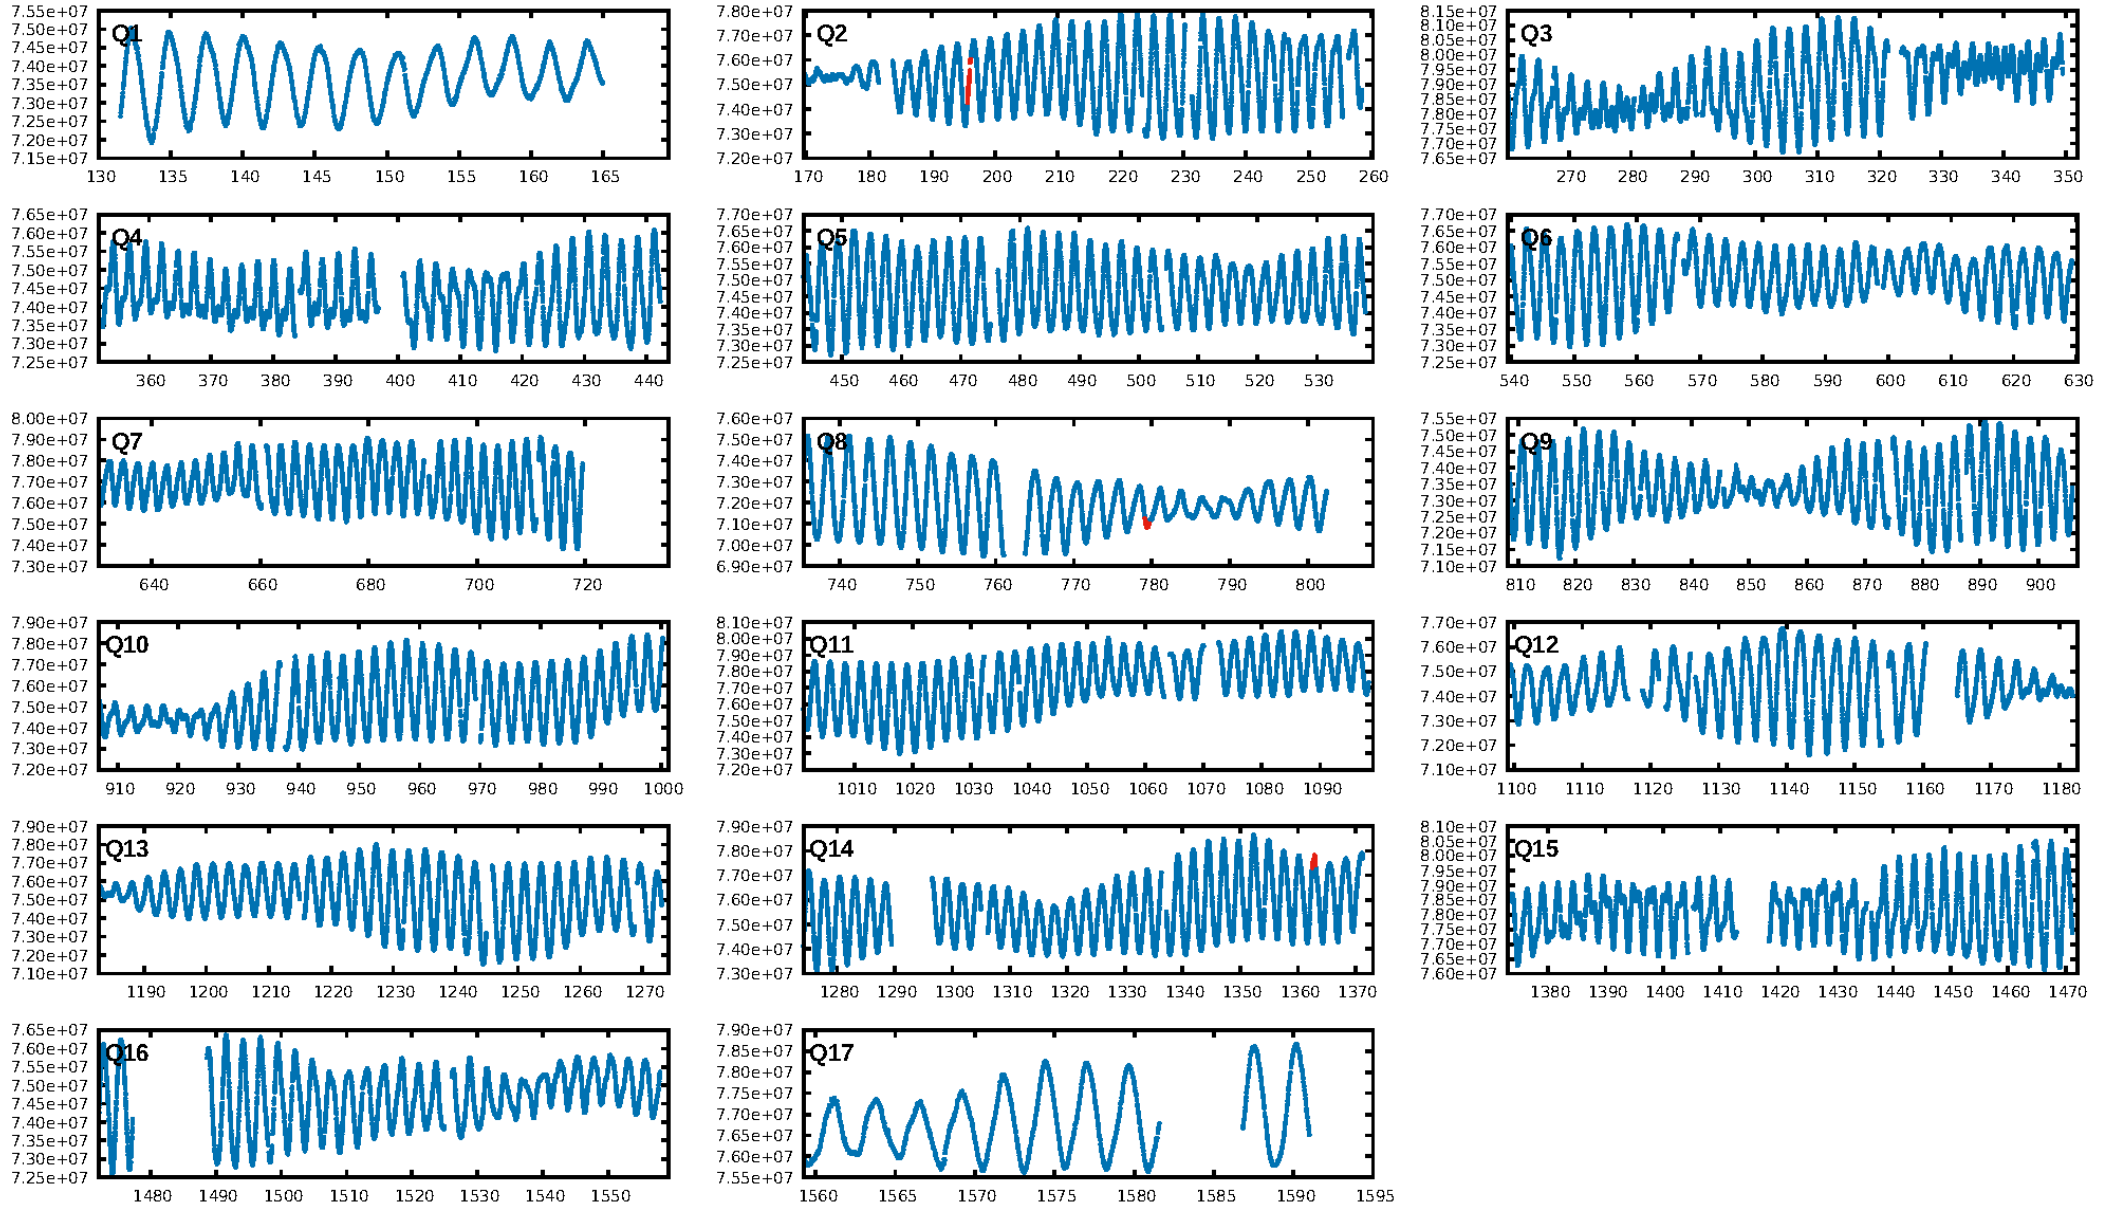 7.55e+07 7.50e+07 7.45e+07 7.40e+07 7.35e+07 7.30e+07 7.25e+07 7.20e+07 7.15e+07
Q1
130 135 140 145 150 155 160 165
7.80e+07 7.70e+07 7.60e+07 7.50e+07 7.40e+07 7.30e+07 7.20e+07
Q2
170 180 190 200 210 220 230 240 250 260
8.15e+07 8.10e+07 8.05e+07 8.00e+07 7.95e+07 7.90e+07 7.85e+07 7.80e+07 7.75e+07 7.70e+07 7.65e+07
Q3
270 280 290 300 310 320 330 340 350
7.65e+07 7.60e+07 7.55e+07 7.50e+07 7.45e+07 7.40e+07 7.35e+07 7.30e+07 7.25e+07
Q4
360 370 380 390 400 410 420 430 440
7.70e+07 7.65e+07 7.60e+07 7.55e+07 7.50e+07 7.45e+07 7.40e+07 7.35e+07 7.30e+07 7.25e+07
Q5
450 460 470 480 490 500 510 520 530
7.70e+07 7.65e+07 7.60e+07 7.55e+07 7.50e+07 7.45e+07 7.40e+07 7.35e+07 7.30e+07 7.25e+07
Q6
540 550 560 570 580 590 600 610 620 630
8.00e+07 7.90e+07 7.80e+07 7.70e+07 7.60e+07 7.50e+07 7.40e+07 7.30e+07
Q7
640 660 680 700 720
7.60e+07 7.50e+07 7.40e+07 7.30e+07 7.20e+07 7.10e+07 7.00e+07 6.90e+07
Q8
740 750 760 770 780 790 800
7.55e+07 7.50e+07 7.45e+07 7.40e+07 7.35e+07 7.30e+07 7.25e+07 7.20e+07 7.15e+07 7.10e+07
Q9
810 820 830 840 850 860 870 880 890 900
7.90e+07 7.80e+07 7.70e+07 7.60e+07 7.50e+07 7.40e+07 7.30e+07 7.20e+07
Q10
910 920 930 940 950 960 970 980 990 1000
8.10e+07 8.00e+07 7.90e+07 7.80e+07 7.70e+07 7.60e+07 7.50e+07 7.40e+07 7.30e+07 7.20e+07
Q11
1010 1020 1030 1040 1050 1060 1070 1080 1090
7.70e+07 7.60e+07 7.50e+07 7.40e+07 7.30e+07 7.20e+07 7.10e+07
Q12
1100 1110 1120 1130 1140 1150 1160 1170 1180
7.90e+07 7.80e+07 7.70e+07 7.60e+07 7.50e+07 7.40e+07 7.30e+07 7.20e+07 7.10e+07
Q13
1190 1200 1210 1220 1230 1240 1250 1260 1270
7.90e+07 7.80e+07 7.70e+07 7.60e+07 7.50e+07 7.40e+07 7.30e+07
Q14
1280 1290 1300 1310 1320 1330 1340 1350 1360 1370
8.10e+07 8.05e+07 8.00e+07 7.95e+07 7.90e+07 7.85e+07 7.80e+07 7.75e+07 7.70e+07 7.65e+07 7.60e+07
Q15
1380 1390 1400 1410 1420 1430 1440 1450 1460 1470
7.65e+07 7.60e+07 7.55e+07 7.50e+07 7.45e+07 7.40e+07 7.35e+07 7.30e+07 7.25e+07
Q16
1480 1490 1500 1510 1520 1530 1540 1550
7.90e+07 7.85e+07 7.80e+07 7.75e+07 7.70e+07 7.65e+07 7.60e+07 7.55e+07
Q17
1560 1565 1570 1575 1580 1585 1590 1595